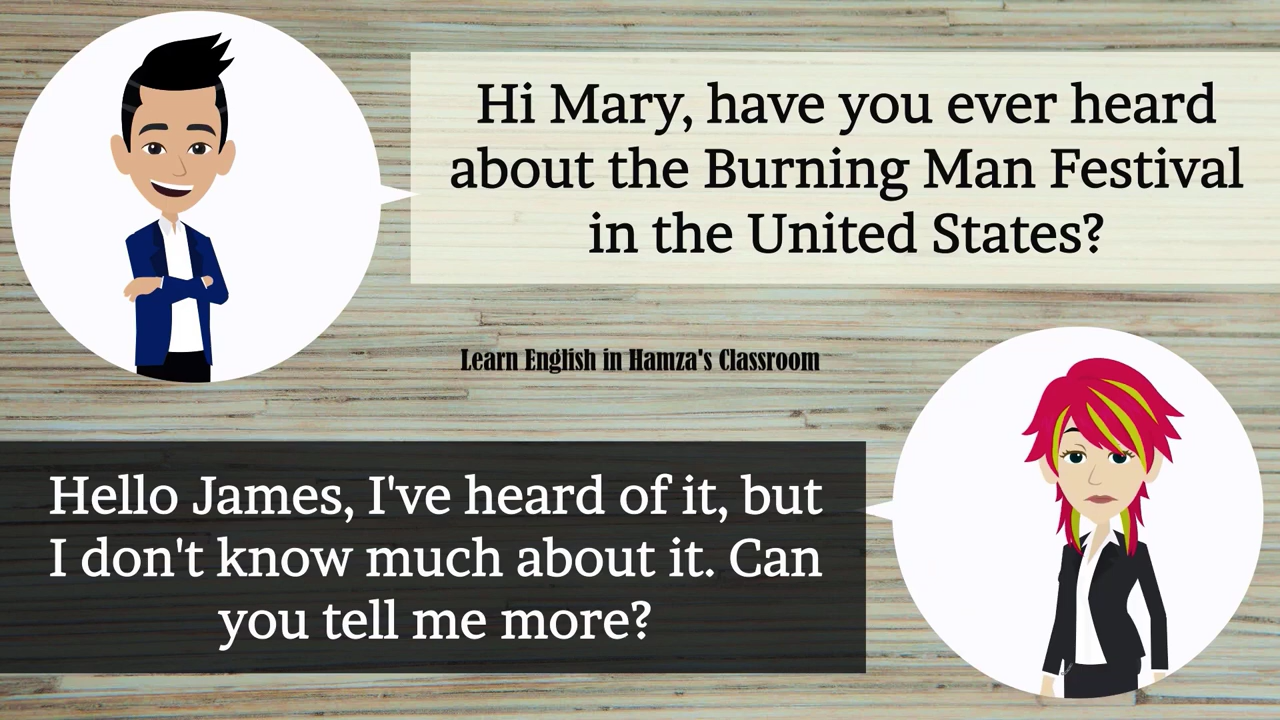 Hi Mary, have you ever heard
about the Burning Man Festival
in the United States?
Learn English in Hamza's Classroom
Hello James, I've heard of it, but
I don't know much about it. Can
you tell me more?